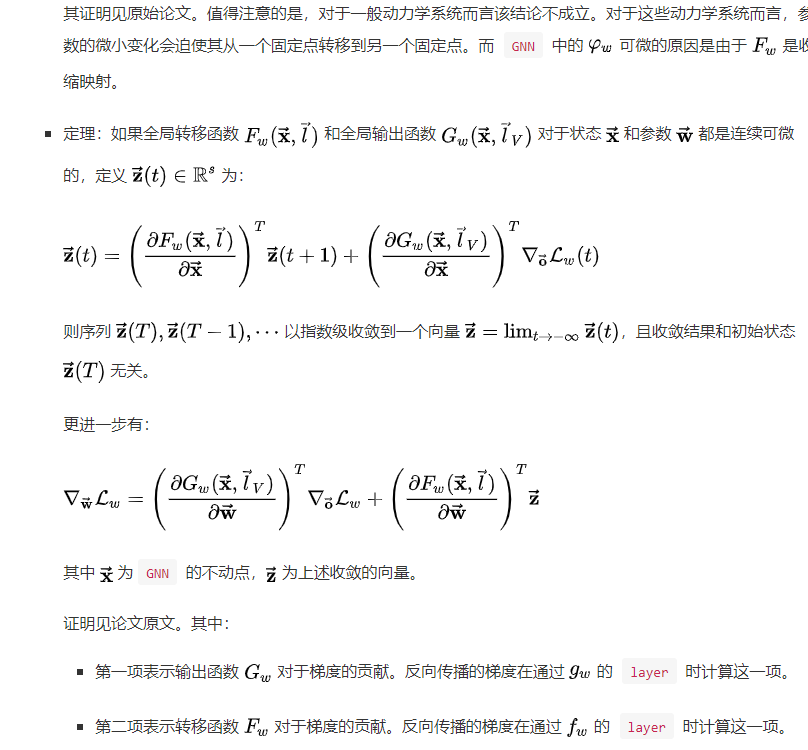 其证明见原始论文。值得注意的是，对于一般动力学系统而言该结论不成立。对于这些动力学系统而言，参
数的微小变化会迫使其从一个固定点转移到另一个固定点。而 GNN 中的 $\varphi_w$ 可微的原因是由于 $F_w$ 是收
缩映射。
▪ 定理：如果全局转移函数 $F_w(\vec{\mathbf{x}}, \vec{l})$ 和全局输出函数 $G_w(\vec{\mathbf{x}}, \vec{l}_V)$ 对于状态 $\vec{\mathbf{x}}$ 和参数 $\vec{\mathbf{w}}$ 都是连续可微
的，定义 $\vec{\mathbf{z}}(t) \in \mathbb{R}^s$ 为：
$\vec{\mathbf{z}}(t) = \left(\frac{\partial F_w(\vec{\mathbf{x}}, \vec{l})}{\partial \vec{\mathbf{x}}}\right)^T \vec{\mathbf{z}}(t+1) + \left(\frac{\partial G_w(\vec{\mathbf{x}}, \vec{l}_V)}{\partial \vec{\mathbf{x}}}\right)^T \nabla_{\vec{\mathbf{o}}} \mathcal{L}_w(t)$
则序列 $\vec{\mathbf{z}}(T), \vec{\mathbf{z}}(T-1), \cdots$ 以指数级收敛到一个向量 $\vec{\mathbf{z}} = \lim_{t \to -\infty} \vec{\mathbf{z}}(t)$，且收敛结果和初始状态
$\vec{\mathbf{z}}(T)$ 无关。
更进一步有：
$\nabla_{\vec{\mathbf{w}}} \mathcal{L}_w = \left(\frac{\partial G_w(\vec{\mathbf{x}}, \vec{l}_V)}{\partial \vec{\mathbf{w}}}\right)^T \nabla_{\vec{\mathbf{o}}} \mathcal{L}_w + \left(\frac{\partial F_w(\vec{\mathbf{x}}, \vec{l})}{\partial \vec{\mathbf{w}}}\right)^T \vec{\mathbf{z}}$
其中 $\vec{\mathbf{x}}$ 为 GNN 的不动点，$\vec{\mathbf{z}}$ 为上述收敛的向量。
证明见论文原文。其中：
▪ 第一项表示输出函数 $G_w$ 对于梯度的贡献。反向传播的梯度在通过 $g_w$ 的 layer 时计算这一项。
▪ 第二项表示转移函数 $F_w$ 对于梯度的贡献。反向传播的梯度在通过 $f_w$ 的 layer 时计算这一项。